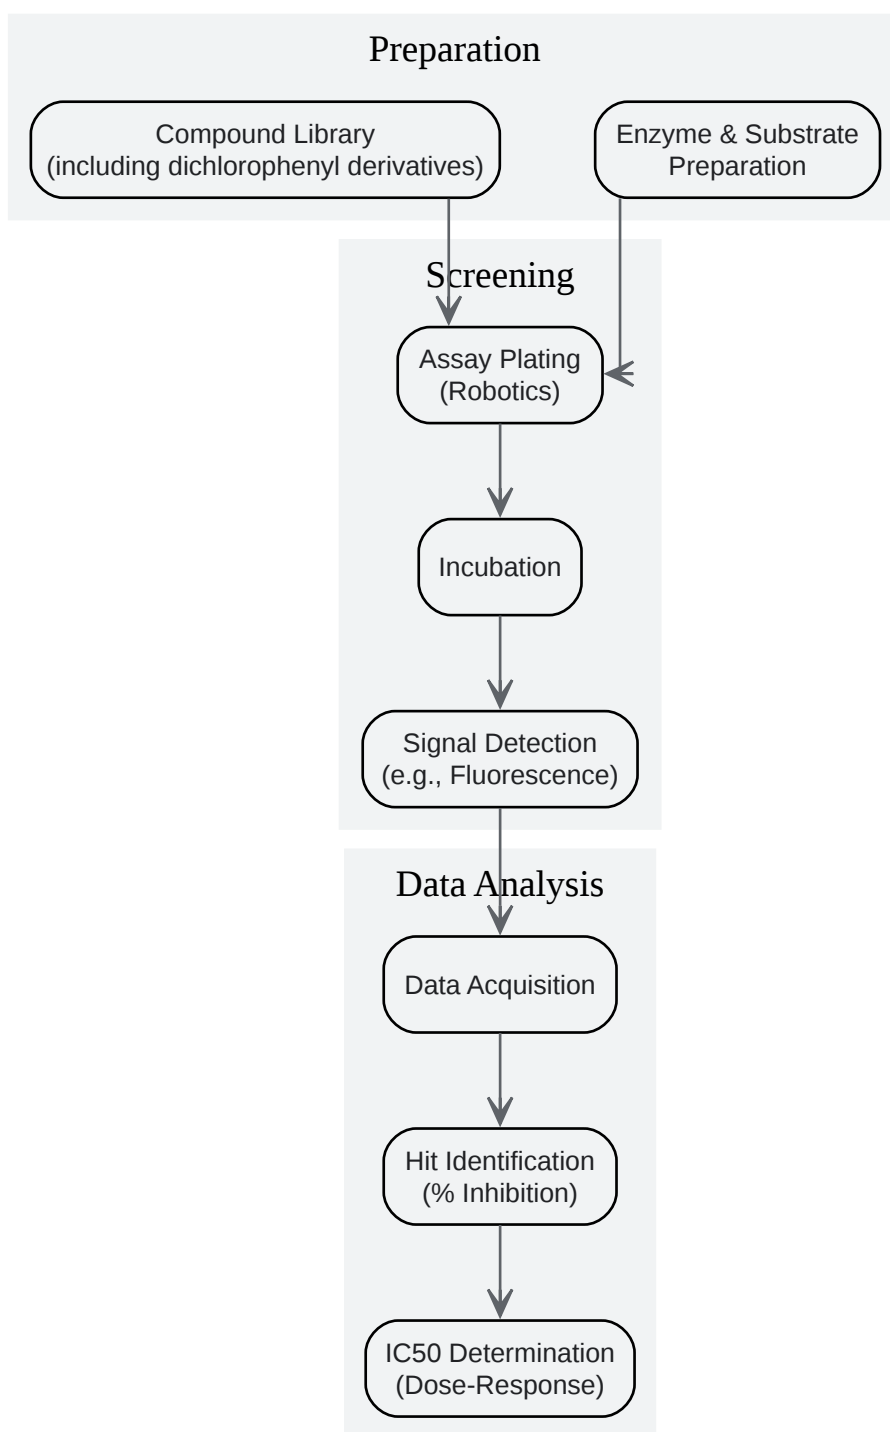 Preparation
Compound Library
(including dichlorophenyl derivatives)
Enzyme & Substrate
Preparation
Screening
Assay Plating
(Robotics)
Incubation
Signal Detection
(e.g., Fluorescence)
Data Analysis
Data Acquisition
Hit Identification
(% Inhibition)
IC50 Determination
(Dose-Response)